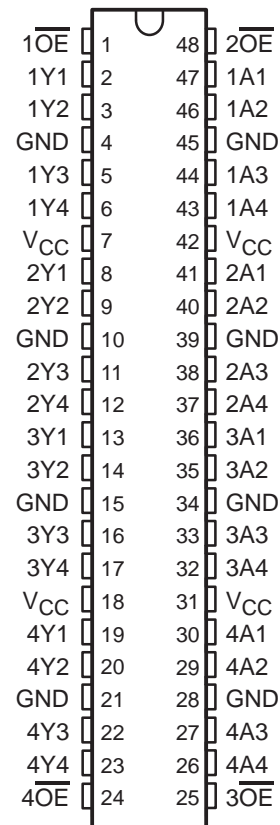 1O̅E̅ 1 48 2O̅E̅
1Y1 2 47 1A1
1Y2 3 46 1A2
GND 4 45 GND
1Y3 5 44 1A3
1Y4 6 43 1A4
VCC 7 42 VCC
2Y1 8 41 2A1
2Y2 9 40 2A2
GND 10 39 GND
2Y3 11 38 2A3
2Y4 12 37 2A4
3Y1 13 36 3A1
3Y2 14 35 3A2
GND 15 34 GND
3Y3 16 33 3A3
3Y4 17 32 3A4
VCC 18 31 VCC
4Y1 19 30 4A1
4Y2 20 29 4A2
GND 21 28 GND
4Y3 22 27 4A3
4Y4 23 26 4A4
4O̅E̅ 24 25 3O̅E̅